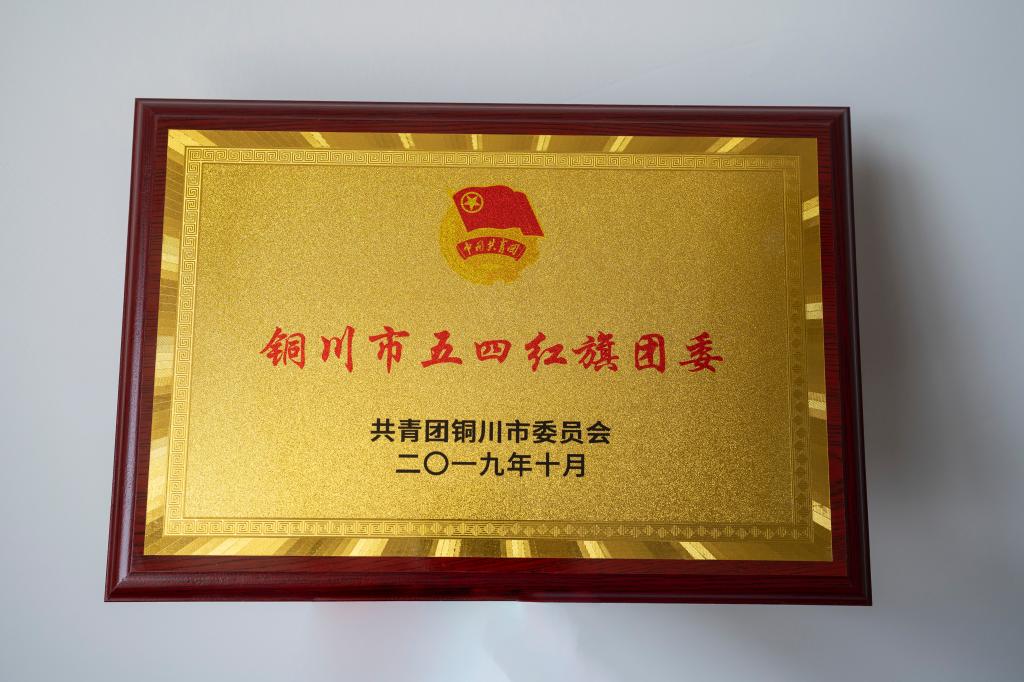 中国共青团
铜川市五四红旗团委
共青团铜川市委员会
二〇一九年十月